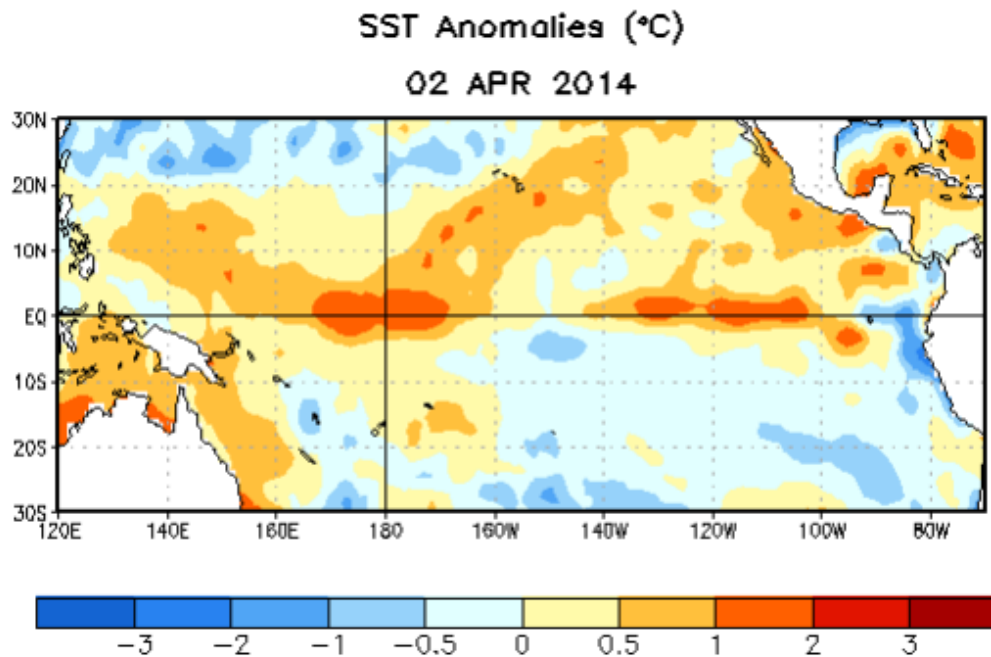 SST Anomalies (°C)
02 APR 2014
30N
20N
10N
EQ
10S
20S
30S
120E 140E 160E 180 160W 140W 120W 100W 80W
-3 -2 -1 -0.5 0 0.5 1 2 3